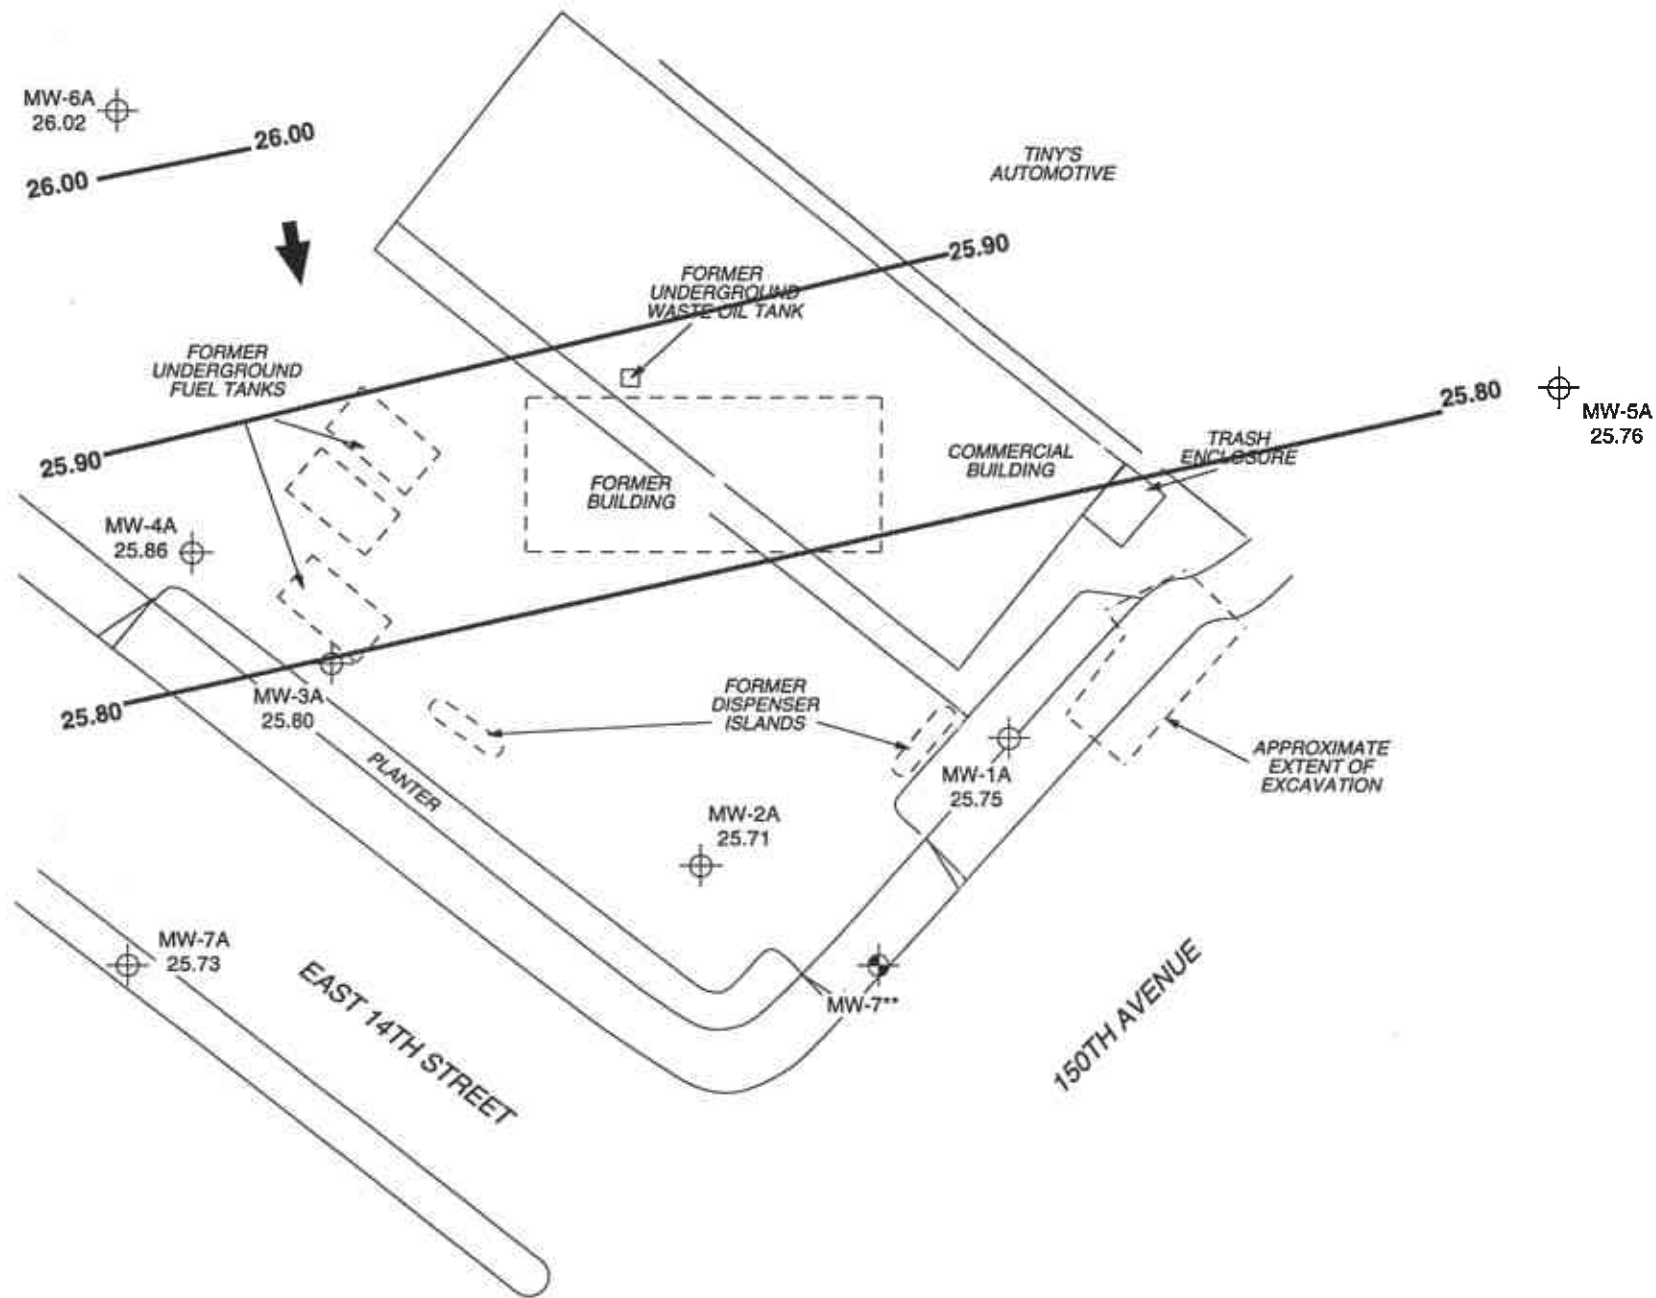 MW-6A
26.02
26.00
26.00
TINY'S
AUTOMOTIVE
25.90
FORMER
UNDERGROUND
WASTE OIL TANK
FORMER
UNDERGROUND
FUEL TANKS
25.80
MW-5A
25.76
25.90
TRASH
ENCLOSURE
COMMERCIAL
BUILDING
FORMER
BUILDING
MW-4A
25.86
MW-3A
25.80
25.80
FORMER
DISPENSER
ISLANDS
PLANTER
MW-1A
25.75
APPROXIMATE
EXTENT OF
EXCAVATION
MW-2A
25.71
MW-7A
25.73
EAST 14TH STREET
MW-7**
150TH AVENUE